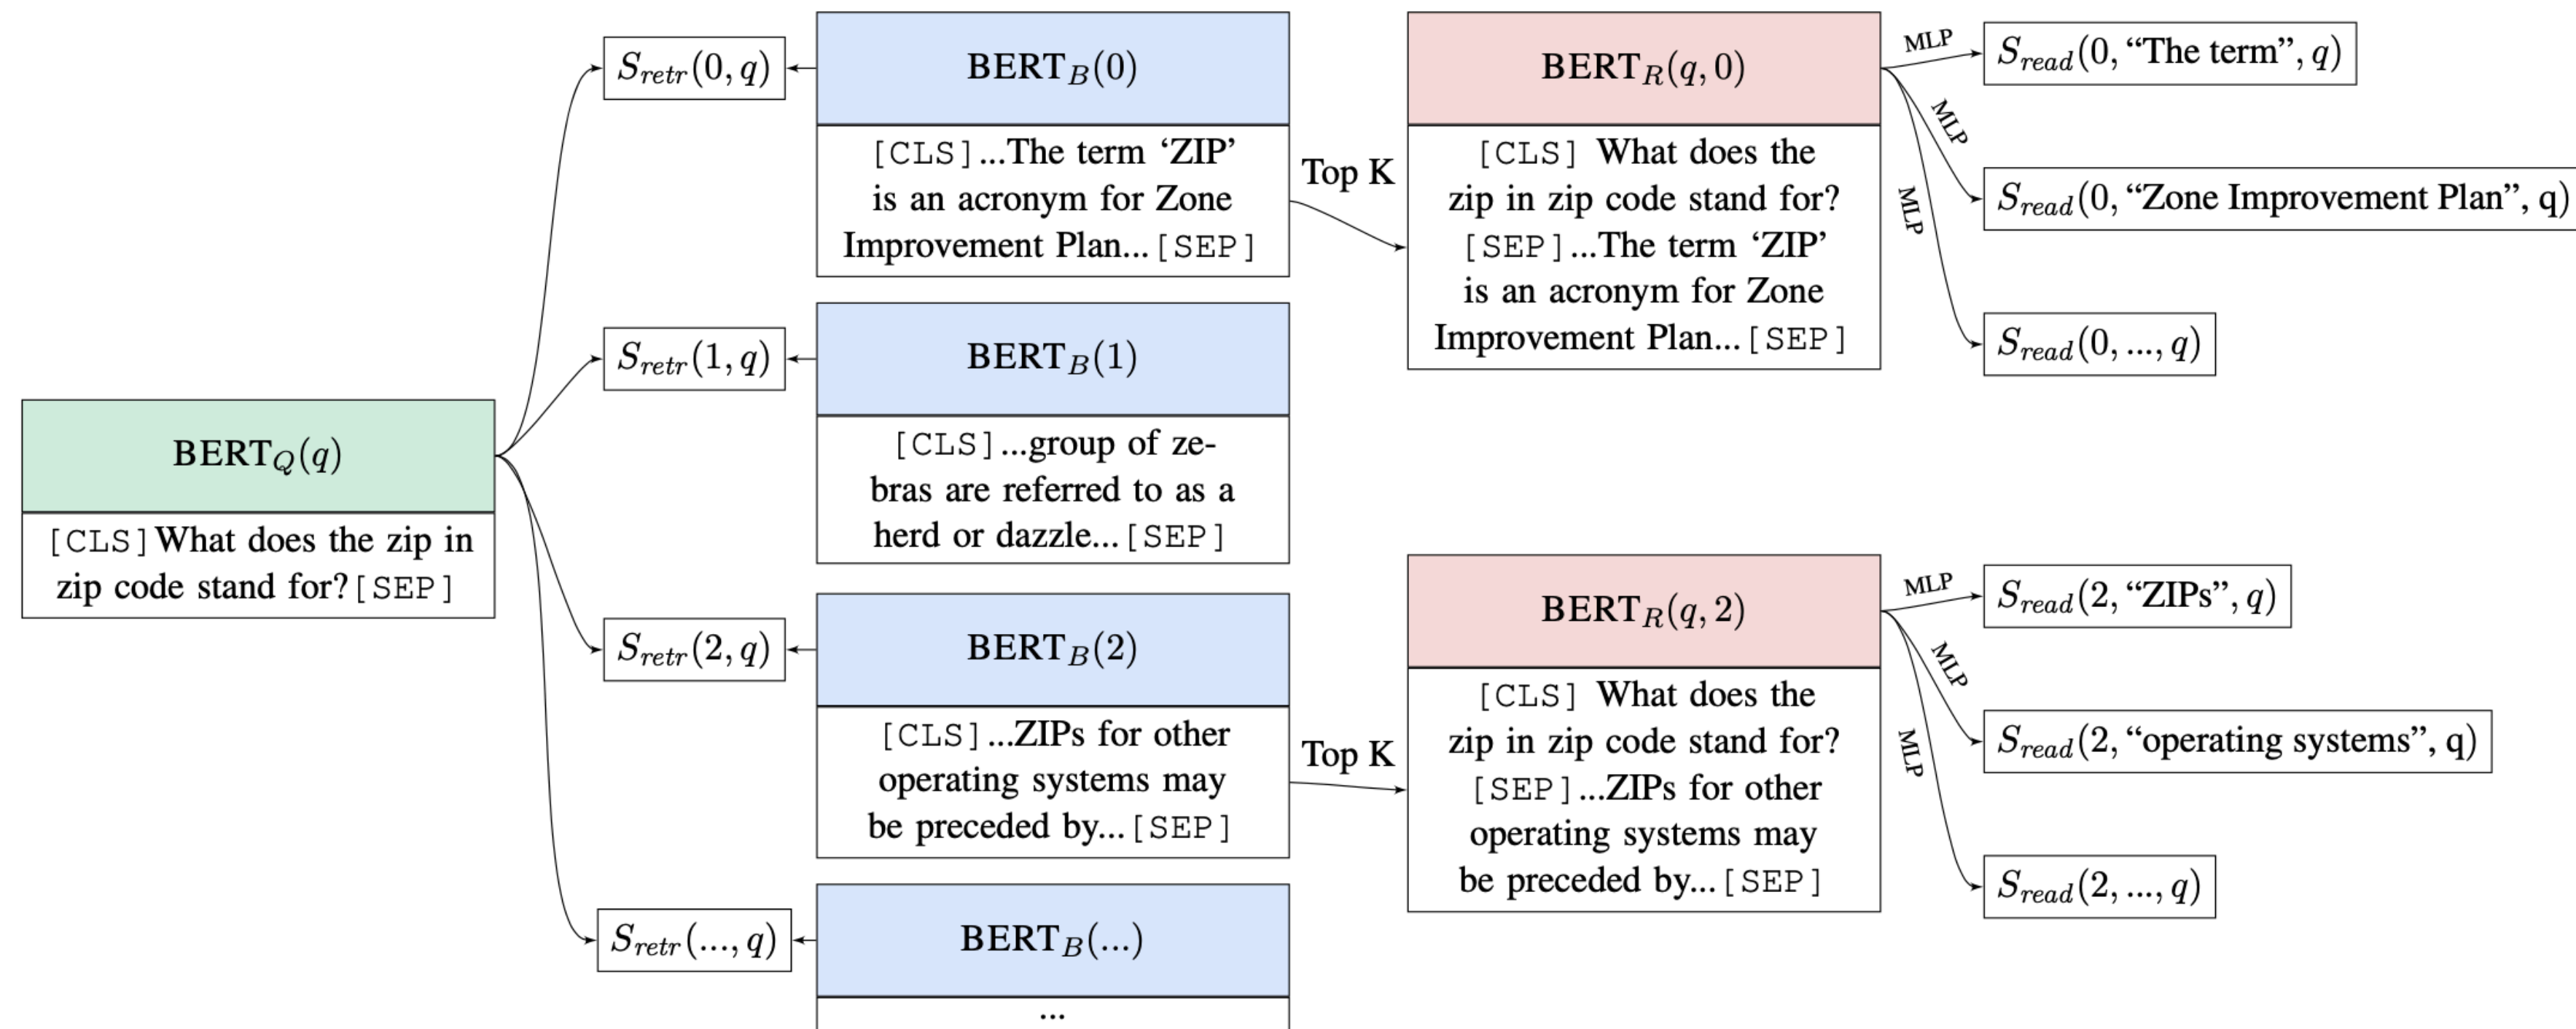 BERT_Q(q)
[CLS]What does the zip in
zip code stand for?[SEP]
S_retr(0, q)
S_retr(1, q)
S_retr(2, q)
S_retr(..., q)
BERT_B(0)
[CLS]...The term ‘ZIP’
is an acronym for Zone
Improvement Plan...[SEP]
BERT_B(1)
[CLS]...group of ze-
bras are referred to as a
herd or dazzle...[SEP]
BERT_B(2)
[CLS]...ZIPs for other
operating systems may
be preceded by...[SEP]
BERT_B(...)
...
Top K
Top K
BERT_R(q, 0)
[CLS] What does the
zip in zip code stand for?
[SEP]...The term ‘ZIP’
is an acronym for Zone
Improvement Plan...[SEP]
MLP
MLP
MLP
S_read(0, “The term”, q)
S_read(0, “Zone Improvement Plan”, q)
S_read(0, ..., q)
BERT_R(q, 2)
[CLS] What does the
zip in zip code stand for?
[SEP]...ZIPs for other
operating systems may
be preceded by...[SEP]
MLP
MLP
MLP
S_read(2, “ZIPs”, q)
S_read(2, “operating systems”, q)
S_read(2, ..., q)